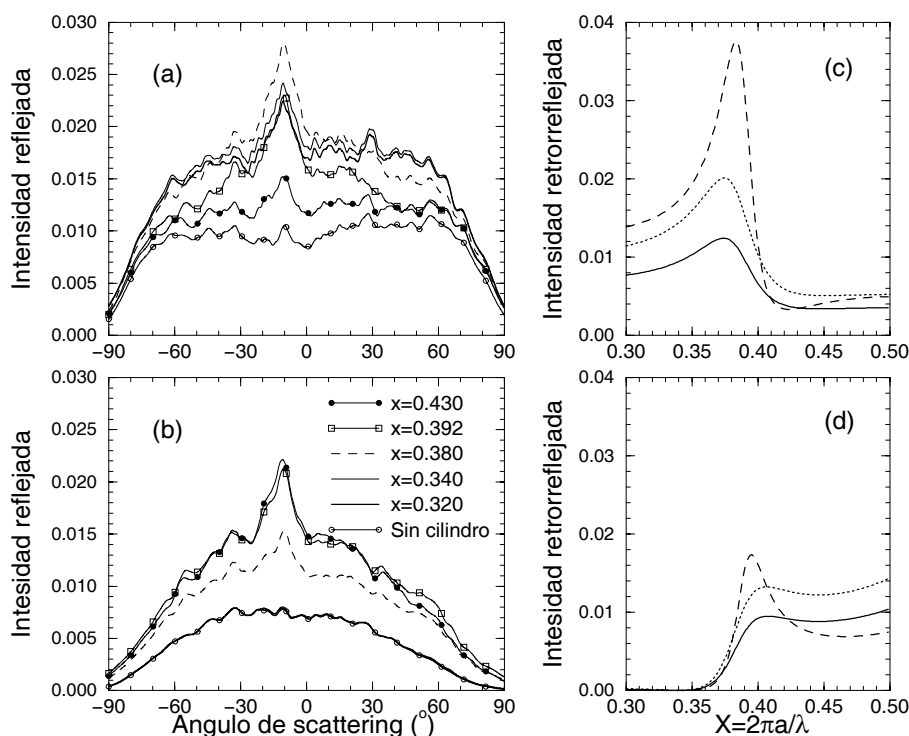 0.030
0.025
0.020
0.015
0.010
0.005
0.000
Intensidad reflejada
(a)
−90 −60 −30 0 30 60 90
0.04
0.03
0.02
0.01
0.00
Intensidad retrorreflejada
(c)
0.30 0.35 0.40 0.45 0.50
0.030
0.025
0.020
0.015
0.010
0.005
0.000
Intesidad reflejada
(b)
x=0.430
x=0.392
x=0.380
x=0.340
x=0.320
Sin cilindro
−90 −60 −30 0 30 60 90
Angulo de scattering (°)
0.04
0.03
0.02
0.01
0.00
Intesidad retrorreflejada
(d)
0.30 0.35 0.40 0.45 0.50
X=2πa/λ